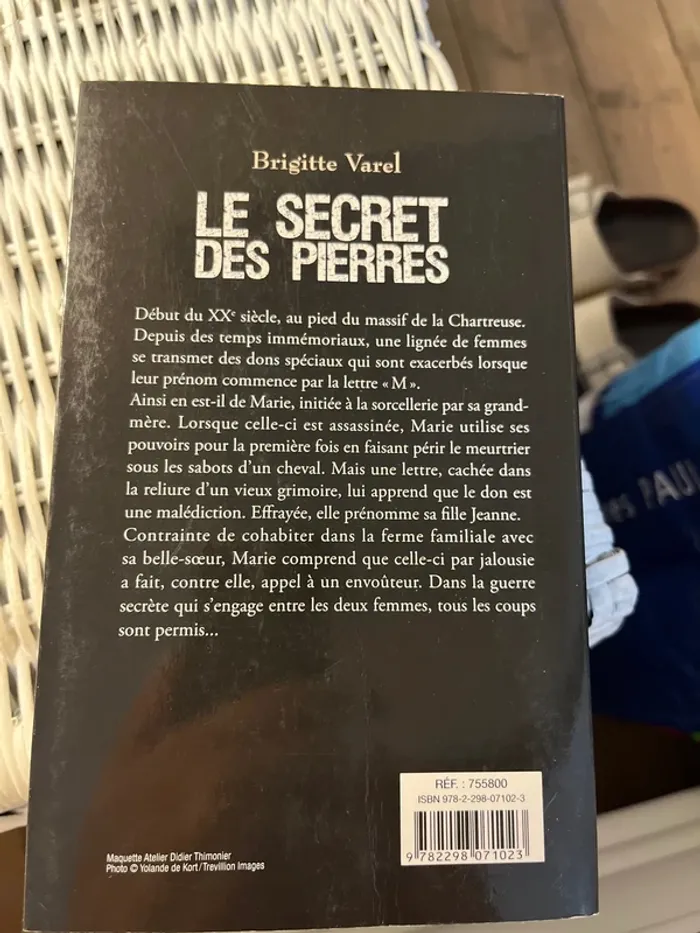 Brigitte Varel
LE SECRET
DES PIERRES
Début du XXe siècle, au pied du massif de la Chartreuse.
Depuis des temps immémoriaux, une lignée de femmes
se transmet des dons spéciaux qui sont exacerbés lorsque
leur prénom commence par la lettre « M ».
Ainsi en est-il de Marie, initiée à la sorcellerie par sa grand-
mère. Lorsque celle-ci est assassinée, Marie utilise ses
pouvoirs pour la première fois en faisant périr le meurtrier
sous les sabots d'un cheval. Mais une lettre, cachée dans
la reliure d'un vieux grimoire, lui apprend que le don est
une malédiction. Effrayée, elle prénomme sa fille Jeanne.
Contrainte de cohabiter dans la ferme familiale avec
sa belle-sœur, Marie comprend que celle-ci par jalousie
a fait, contre elle, appel à un envoûteur. Dans la guerre
secrète qui s'engage entre les deux femmes, tous les coups
sont permis...
RÉF. : 755800
ISBN 978-2-298-07102-3
9 782298 071023
Maquette Atelier Didier Thimonier
Photo © Yolande de Kort / Trevillion Images